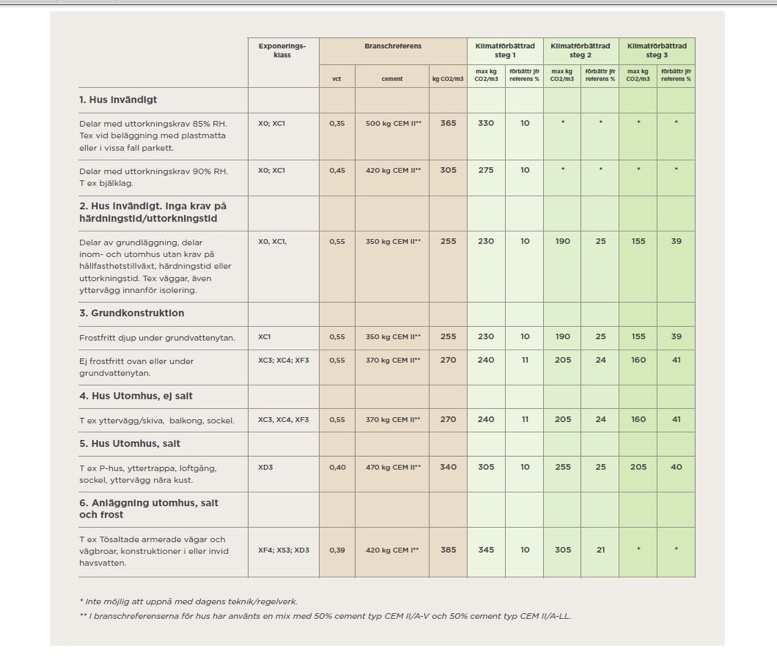 Exponerings-
klass
Branschreferens
Klimatförbättrad
steg 1
Klimatförbättrad
steg 2
Klimatförbättrad
steg 3
vct cement kg CO2/m3 max kg CO2/m3 förbättr jfr referens % max kg CO2/m3 förbättr jfr referens % max kg CO2/m3 förbättr jfr referens %
1. Hus Invändigt
Delar med uttorkningskrav 85% RH. X0; XC1 0,35 500 kg CEM II** 365 330 10 * * * *
Tex vid beläggning med plastmatta
eller i vissa fall parkett.
Delar med uttorkningskrav 90% RH. X0; XC1 0,45 420 kg CEM II** 305 275 10 * * * *
T ex bjälklag.
2. Hus Invändigt. Inga krav på
härdningstid/uttorkningstid
Delar av grundläggning, delar X0, XC1, 0,55 350 kg CEM II** 255 230 10 190 25 155 39
inom- och utomhus utan krav på
hållfasthetstillväxt, härdningstid eller
uttorkningstid. Tex väggar, även
yttervägg innanför isolering.
3. Grundkonstruktion
Frostfritt djup under grundvattenytan. XC1 0,55 350 kg CEM II** 255 230 10 190 25 155 39
Ej frostfritt ovan eller under XC3; XC4; XF3 0,55 370 kg CEM II** 270 240 11 205 24 160 41
grundvattenytan.
4. Hus Utomhus, ej salt
T ex yttervägg/skiva, balkong, sockel. XC3, XC4, XF3 0,55 370 kg CEM II** 270 240 11 205 24 160 41
5. Hus Utomhus, salt
T ex P-hus, yttertrappa, loftgång, XD3 0,40 470 kg CEM II** 340 305 10 255 25 205 40
sockel, yttervägg nära kust.
6. Anläggning utomhus, salt
och frost
T ex Tösaltade armerade vägar och
vägbroar, konstruktioner i eller invid XF4; XS3; XD3 0,39 420 kg CEM I** 385 345 10 305 21 * *
havsvatten.
* Inte möjlig att uppnå med dagens teknik/regelverk.
** I branschreferenserna för hus har använts en mix med 50% cement typ CEM II/A-V och 50% cement typ CEM II/A-LL.